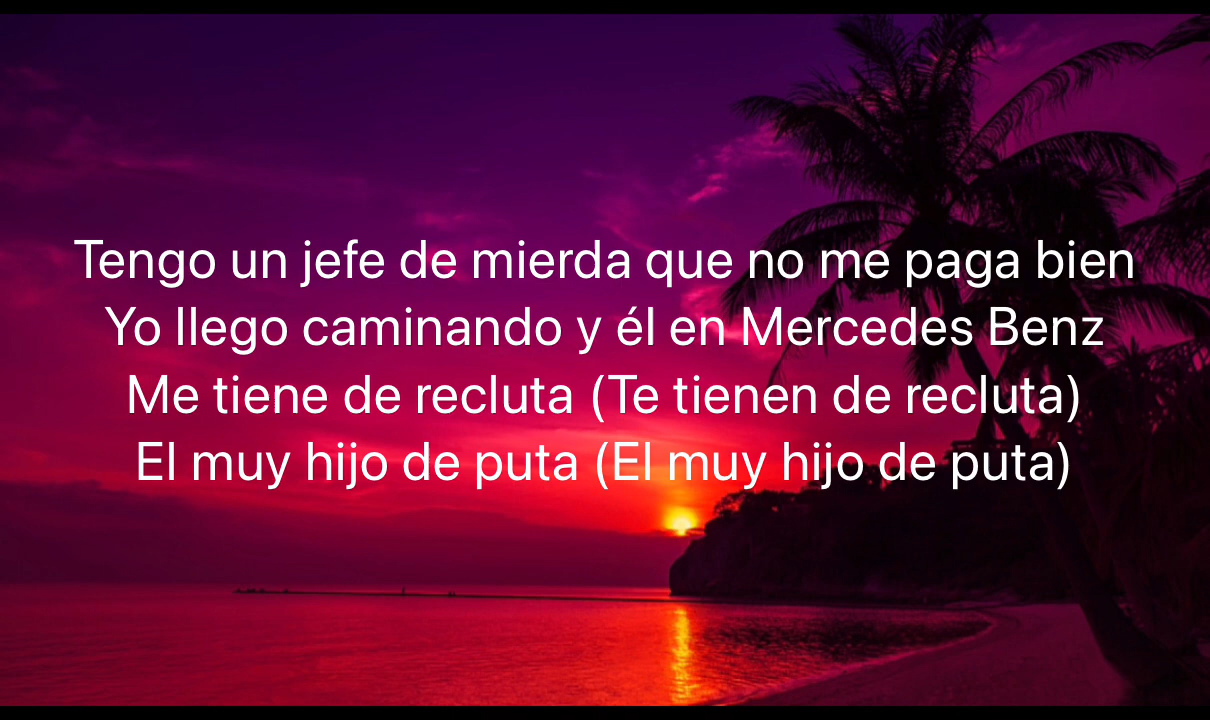 Tengo un jefe de mierda que no me paga bien
Yo llego caminando y él en Mercedes Benz
Me tiene de recluta (Te tienen de recluta)
El muy hijo de puta (El muy hijo de puta)